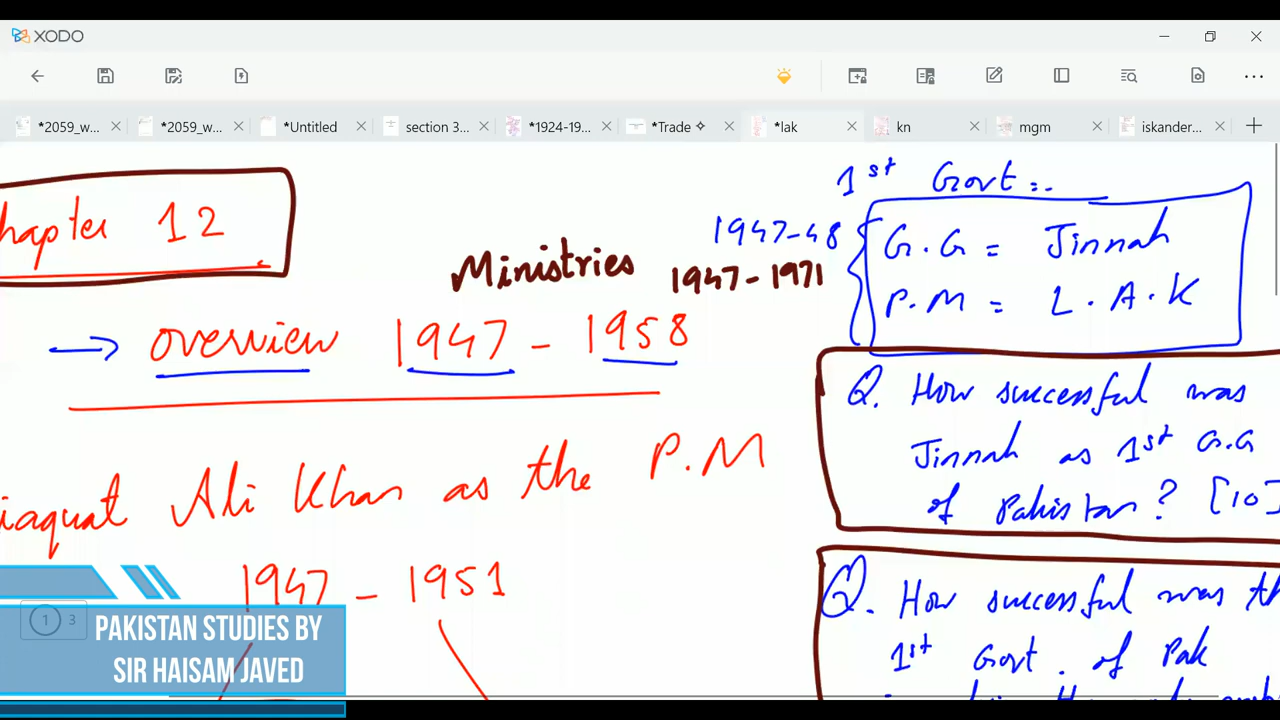 XODO
*2059_w...
*2059_w...
*Untitled
section 3...
*1924-19...
*Trade
*lak
kn
mgm
iskander...
hapter 12
Ministries
1947-1971
→ overview 1947 - 1958
iaquat Ali Khan as the P.M
1947 - 1951
1st Govt :-
1947-48
G.G = Jinnah
P.M = L.A.K
Q. How successful was
Jinnah as 1st G.G
of Pakistan? [10]
Q. How successful was th
1st Govt. of Pak
1 3
PAKISTAN STUDIES BY
SIR HAISAM JAVED